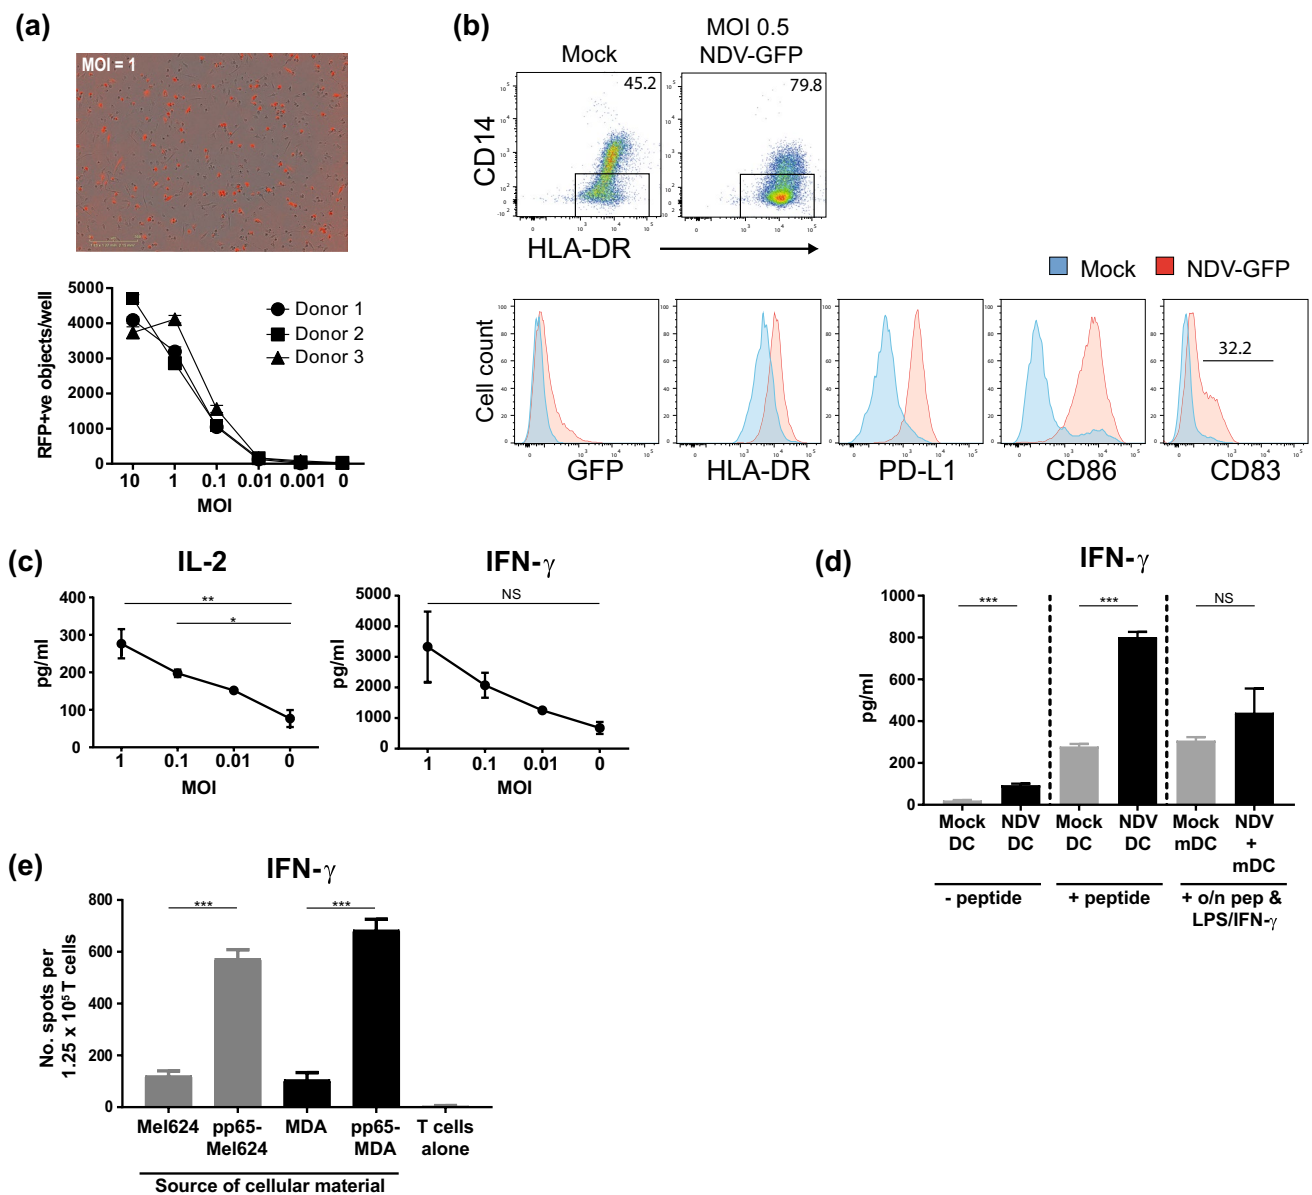 (a)
MOI = 1
5000
4000
3000
2000
1000
0
RFP+ve objects/well
10 1 0.1 0.01 0.001 0
MOI
Donor 1
Donor 2
Donor 3
(b)
Mock
MOI 0.5
NDV-GFP
45.2
79.8
CD14
HLA-DR
Mock
NDV-GFP
Cell count
32.2
GFP
HLA-DR
PD-L1
CD86
CD83
(c)
IL-2
400
300
200
100
0
pg/ml
**
*
1 0.1 0.01 0
MOI
IFN-γ
5000
4000
3000
2000
1000
0
pg/ml
NS
1 0.1 0.01 0
MOI
(d)
IFN-γ
1000
800
600
400
200
0
pg/ml
*** *** NS
Mock NDV Mock NDV Mock NDV
DC DC DC DC mDC +
mDC
- peptide + peptide + o/n pep &
LPS/IFN-γ
(e)
IFN-γ
800
600
400
200
0
No. spots per
1.25 x 10⁵ T cells
*** ***
Mel624 pp65- MDA pp65- T cells
Mel624 MDA alone
Source of cellular material